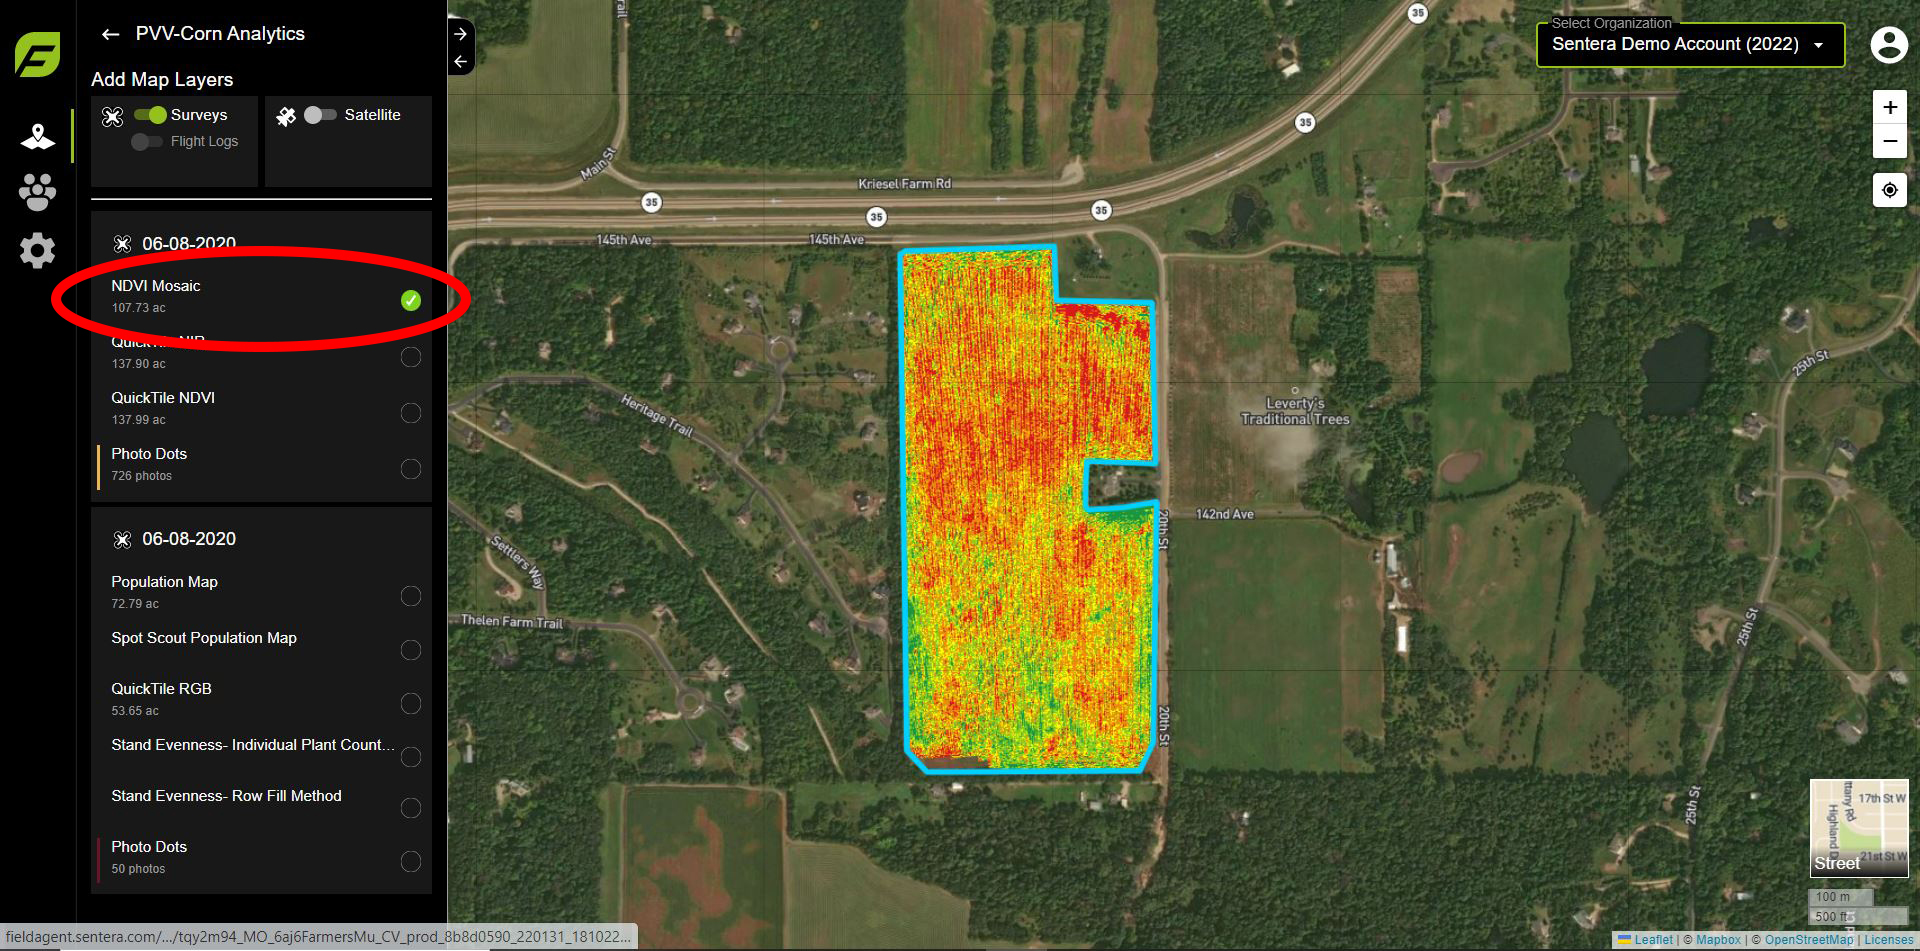 PVV-Corn Analytics
Add Map Layers
Surveys
Flight Logs
Satellite
06-08-2020
NDVI Mosaic
107.73 ac
QuickTile NIR
137.90 ac
QuickTile NDVI
137.99 ac
Photo Dots
726 photos
06-08-2020
Population Map
72.79 ac
Spot Scout Population Map
QuickTile RGB
53.65 ac
Stand Evenness- Individual Plant Count...
Stand Evenness- Row Fill Method
Photo Dots
50 photos
fieldagent.sentera.com/.../tqy2m94_MO_6aj6FarmersMu_CV_prod_8b8d0590_220131_181022...
Select Organization
Sentera Demo Account (2022)
+
−
35
35
Main St
Kriesel Farm Rd
35
35
35
145th Ave
145th Ave
25th St
Heritage Trail
Leverty's
Traditional Trees
142nd Ave
20th St
Settlers Way
Thelen Farm Trail
25th St
20th St
25th St
17th St W
Highland D
21st St W
Street
100 m
500 ft
Leaflet | © Mapbox | © OpenStreetMap | Licenses